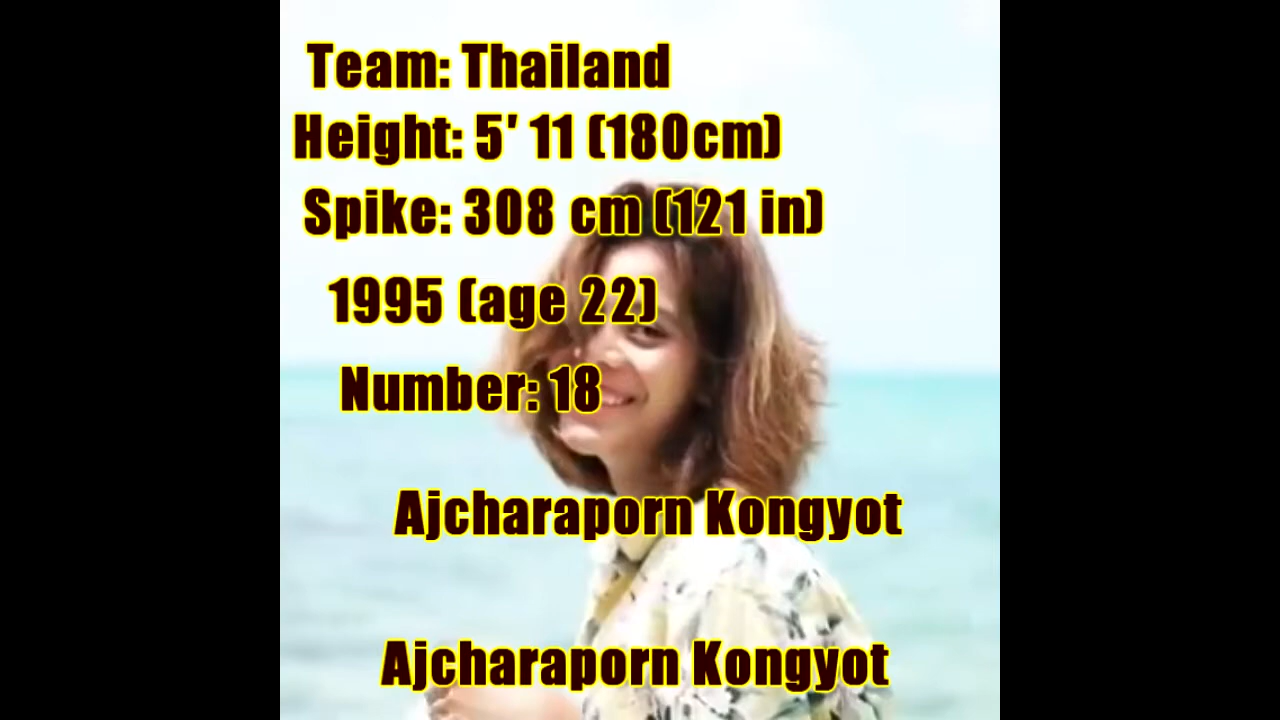 Team: Thailand
Height: 5' 11 (180cm)
Spike: 308 cm (121 in)
1995 (age 22)
Number: 18
Ajcharaporn Kongyot
Ajcharaporn Kongyot